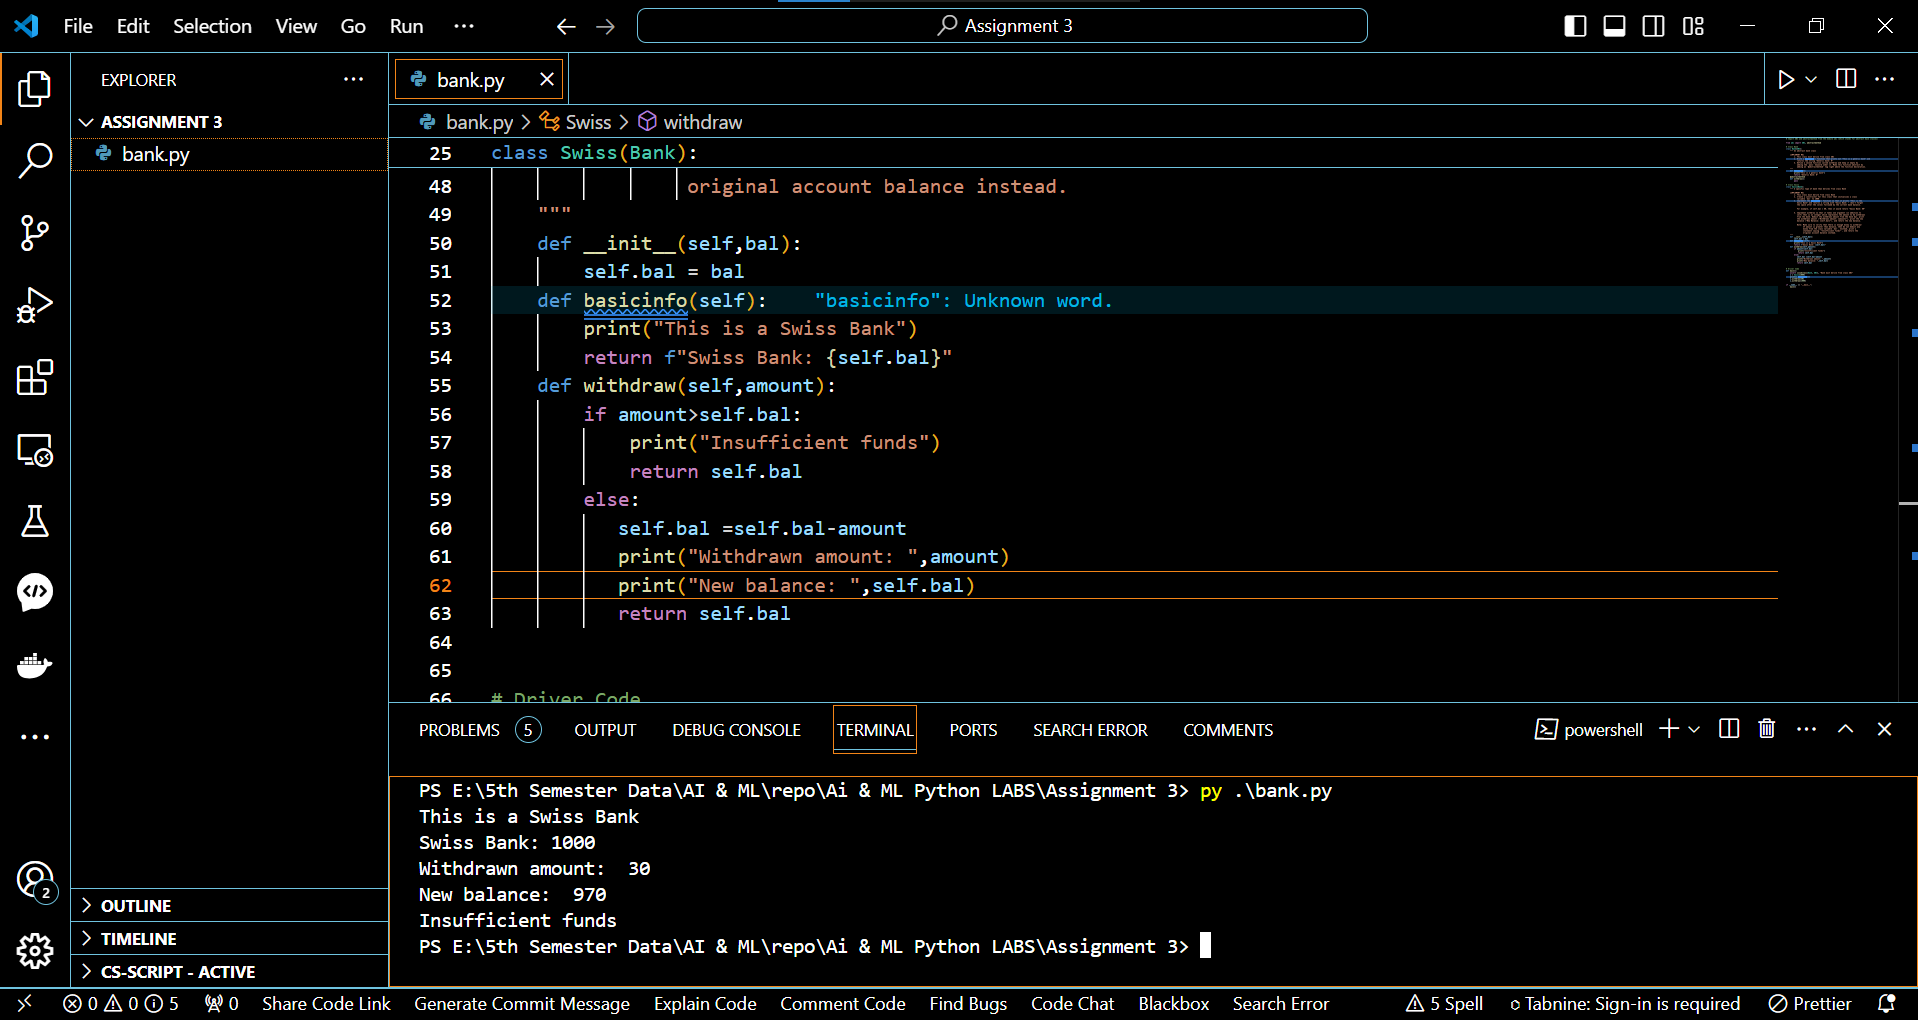 File Edit Selection View Go Run ···
Assignment 3
EXPLORER
ASSIGNMENT 3
bank.py
OUTLINE
TIMELINE
CS-SCRIPT - ACTIVE
2
bank.py
bank.py > Swiss > withdraw
25 class Swiss(Bank):
48 original account balance instead.
49 """
50 def __init__(self,bal):
51 self.bal = bal
52 def basicinfo(self): "basicinfo": Unknown word.
53 print("This is a Swiss Bank")
54 return f"Swiss Bank: {self.bal}"
55 def withdraw(self,amount):
56 if amount>self.bal:
57 print("Insufficient funds")
58 return self.bal
59 else:
60 self.bal =self.bal-amount
61 print("Withdrawn amount: ",amount)
62 print("New balance: ",self.bal)
63 return self.bal
64
65
66 # Driver Code
PROBLEMS 5 OUTPUT DEBUG CONSOLE TERMINAL PORTS SEARCH ERROR COMMENTS powershell
PS E:\5th Semester Data\AI & ML\repo\Ai & ML Python LABS\Assignment 3> py .\bank.py
This is a Swiss Bank
Swiss Bank: 1000
Withdrawn amount:  30
New balance:  970
Insufficient funds
PS E:\5th Semester Data\AI & ML\repo\Ai & ML Python LABS\Assignment 3>
0 0 5 0 Share Code Link Generate Commit Message Explain Code Comment Code Find Bugs Code Chat Blackbox Search Error 5 Spell Tabnine: Sign-in is required Prettier